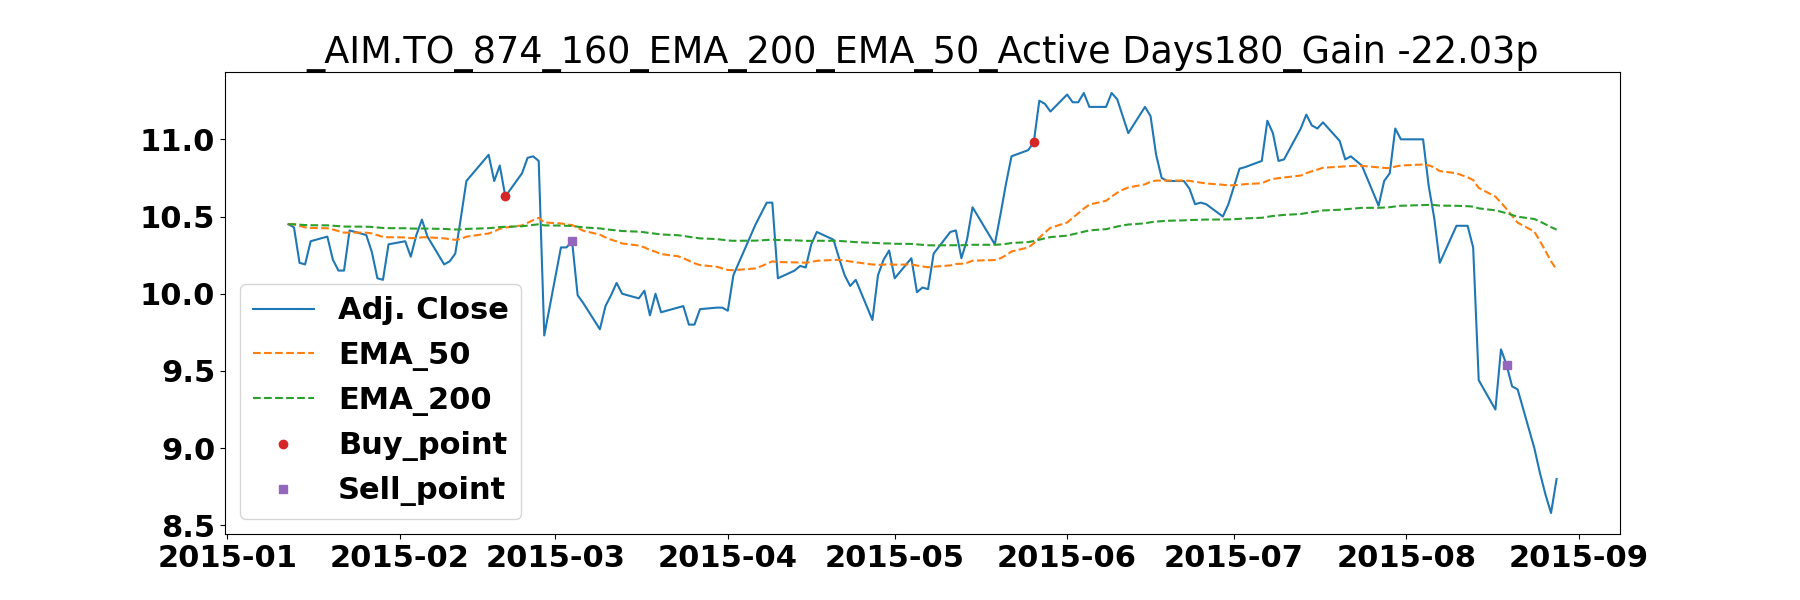 _AIM.TO_874_160_EMA_200_EMA_50_Active Days180_Gain -22.03p
11.0
10.5
10.0
9.5
9.0
8.5
Adj. Close
EMA_50
EMA_200
Buy_point
Sell_point
2015-01 2015-02 2015-03 2015-04 2015-05 2015-06 2015-07 2015-08 2015-09